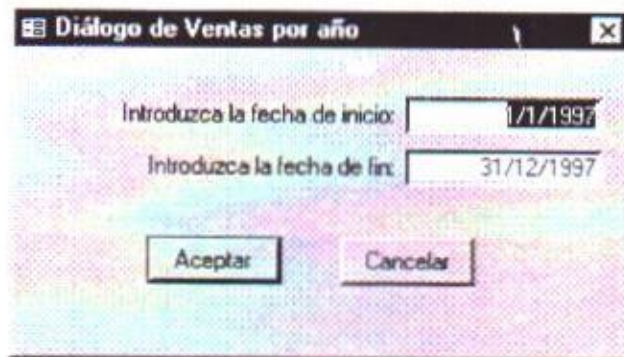 Diálogo de Ventas por año
Introduzca la fecha de inicio: 1/1/1997
Introduzca la fecha de fin: 31/12/1997
Aceptar Cancelar